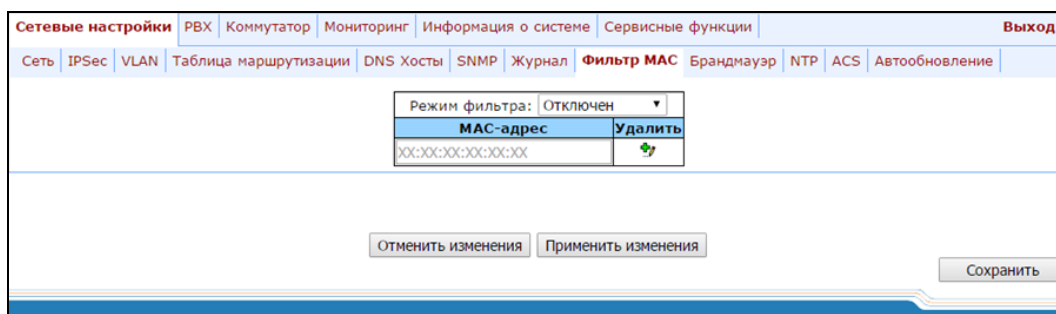 Сетевые настройки PBX Коммутатор Мониторинг Информация о системе Сервисные функции Выход
Сеть IPSec VLAN Таблица маршрутизации DNS Хосты SNMP Журнал Фильтр MAC Брандмауэр NTP ACS Автообновление
Режим фильтра: Отключен
MAC-адрес Удалить
XX:XX:XX:XX:XX:XX
Отменить изменения Применить изменения
Сохранить